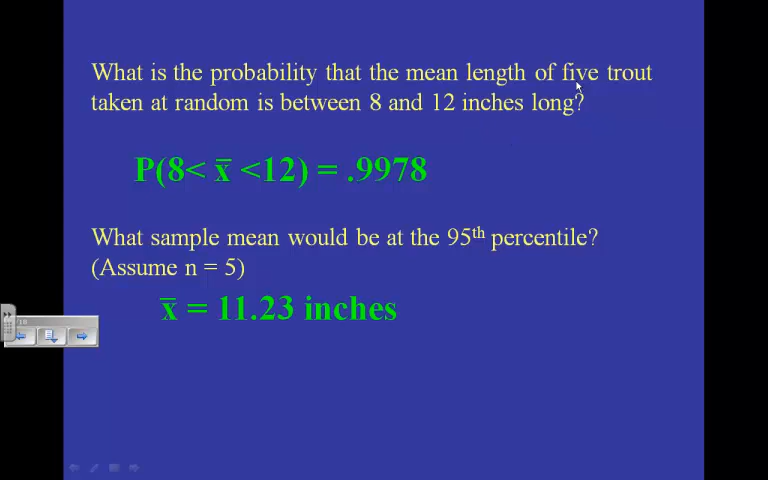 What is the probability that the mean length of five trout
taken at random is between 8 and 12 inches long?
P(8< x̅ <12) = .9978
What sample mean would be at the 95th percentile?
(Assume n = 5)
x̅ = 11.23 inches